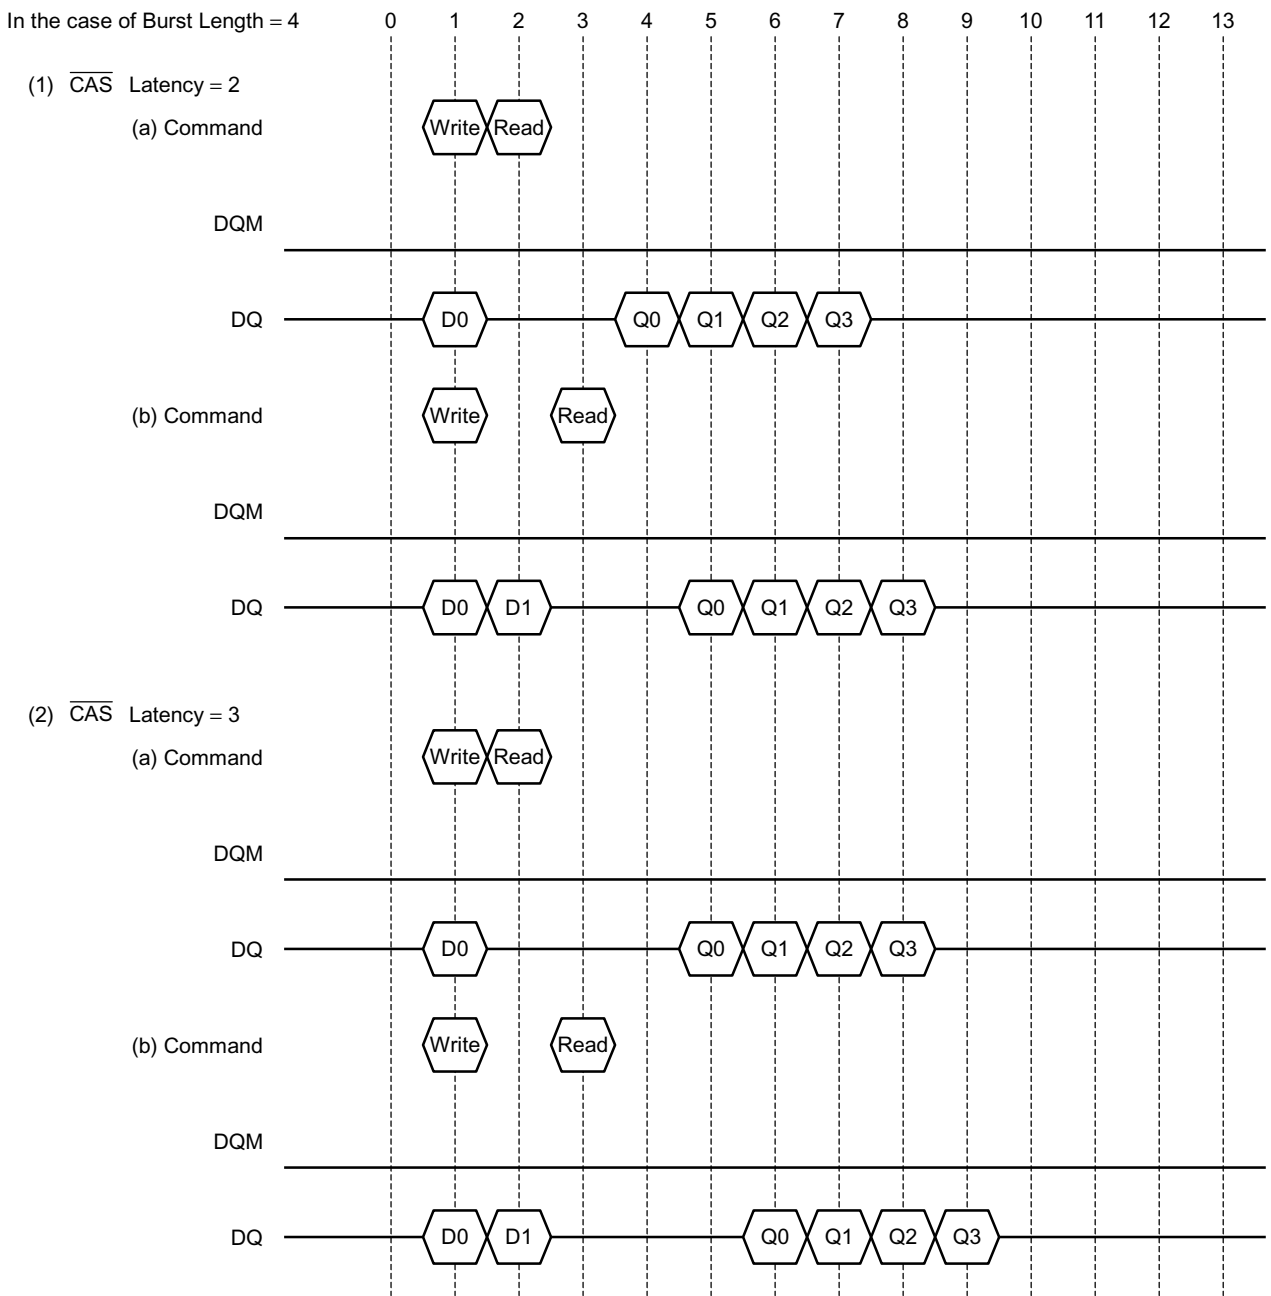 In the case of Burst Length = 4 0 1 2 3 4 5 6 7 8 9 10 11 12 13
(1) CAS Latency = 2
(a) Command Write Read
DQM
DQ D0 Q0 Q1 Q2 Q3
(b) Command Write Read
DQM
DQ D0 D1 Q0 Q1 Q2 Q3
(2) CAS Latency = 3
(a) Command Write Read
DQM
DQ D0 Q0 Q1 Q2 Q3
(b) Command Write Read
DQM
DQ D0 D1 Q0 Q1 Q2 Q3